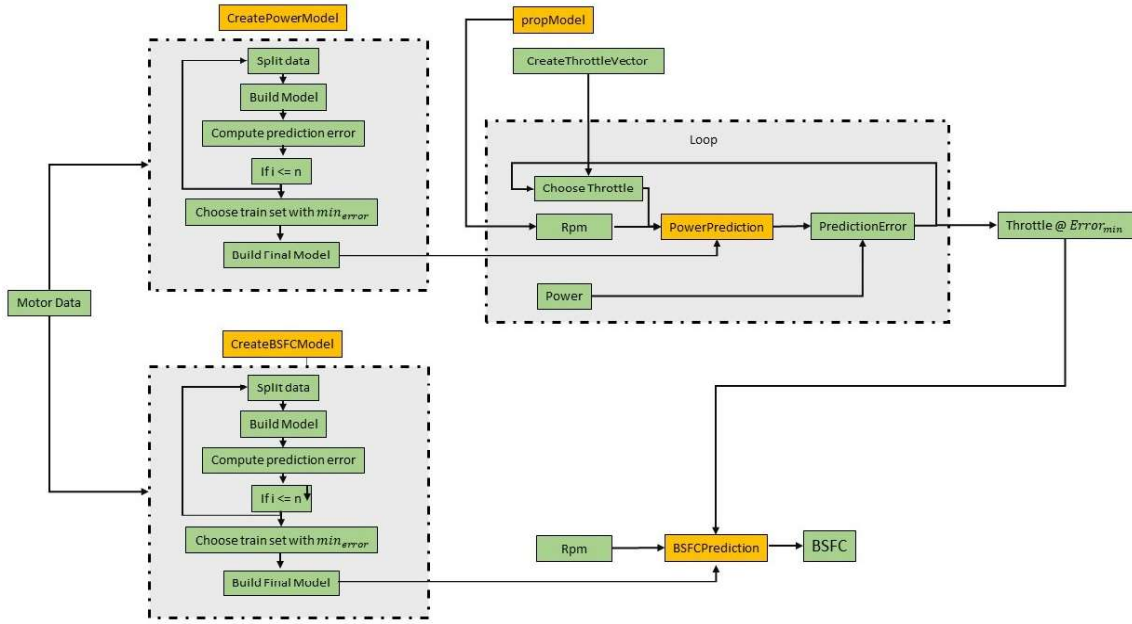 CreatePowerModel
Split data
Build Model
Compute prediction error
If i <= n
Choose train set with min_error
Build Final Model
propModel
CreateThrottleVector
Loop
Choose Throttle
Rpm
PowerPrediction
PredictionError
Throttle @ Error_min
Power
Motor Data
CreateBSFCModel
Split data
Build Model
Compute prediction error
If i <= n
Choose train set with min_error
Build Final Model
Rpm
BSFCPrediction
BSFC